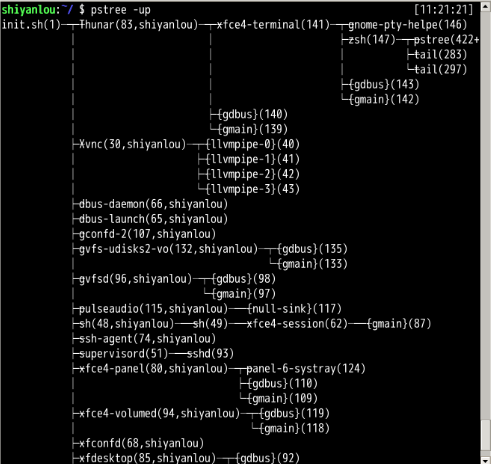 shiyanlou:~/ $ pstree -up [11:21:21]
init.sh(1)─┬─Thunar(83,shiyanlou)─┬─xfce4-terminal(141)─┬─gnome-pty-helpe(146)
├─zsh(147)─┬─pstree(422+
├─tail(283)
└─tail(297)
├─{gdbus}(143)
└─{gmain}(142)
├─{gdbus}(140)
└─{gmain}(139)
├─Xvnc(30,shiyanlou)─┬─{llvmpipe-0}(40)
├─{llvmpipe-1}(41)
├─{llvmpipe-2}(42)
└─{llvmpipe-3}(43)
├─dbus-daemon(66,shiyanlou)
├─dbus-launch(65,shiyanlou)
├─gconfd-2(107,shiyanlou)
├─gvfs-udisks2-vo(132,shiyanlou)─┬─{gdbus}(135)
└─{gmain}(133)
├─gvfsd(96,shiyanlou)─┬─{gdbus}(98)
└─{gmain}(97)
├─pulseaudio(115,shiyanlou)───{null-sink}(117)
├─sh(48,shiyanlou)───sh(49)───xfce4-session(62)───{gmain}(87)
├─ssh-agent(74,shiyanlou)
├─supervisord(51)───sshd(93)
├─xfce4-panel(80,shiyanlou)─┬─panel-6-systray(124)
├─{gdbus}(110)
└─{gmain}(109)
├─xfce4-volumed(94,shiyanlou)─┬─{gdbus}(119)
└─{gmain}(118)
├─xfconfd(68,shiyanlou)
├─xfdesktop(85,shiyanlou)─┬─{gdbus}(92)